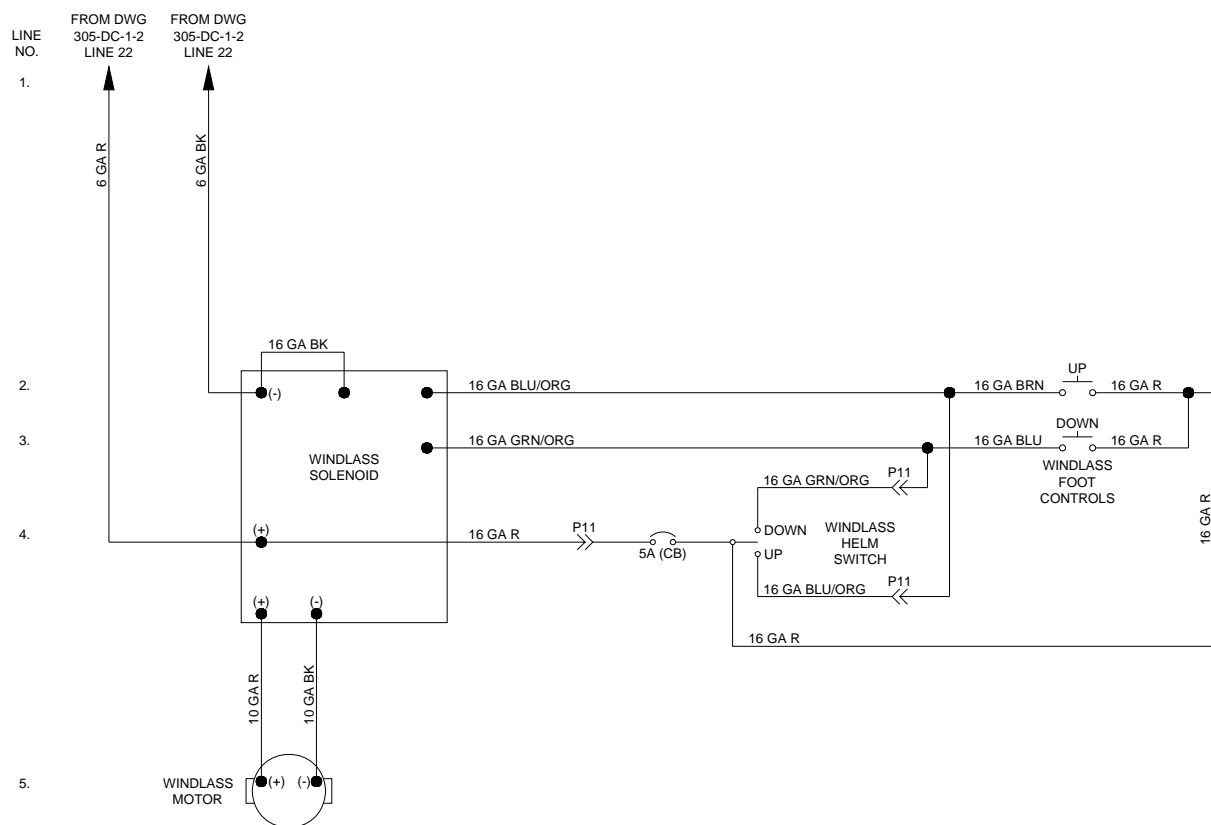 LINE
NO.
FROM DWG
305-DC-1-2
LINE 22
FROM DWG
305-DC-1-2
LINE 22
1.
6 GA R
6 GA BK
16 GA BK
2.
(-)
16 GA BLU/ORG
16 GA BRN
UP
16 GA R
3.
WINDLASS
SOLENOID
16 GA GRN/ORG
16 GA BLU
DOWN
16 GA R
WINDLASS
FOOT
CONTROLS
16 GA GRN/ORG
P11
4.
(+)
16 GA R
P11
5A (CB)
DOWN
UP
WINDLASS
HELM
SWITCH
16 GA R
16 GA BLU/ORG
P11
(+)
(-)
16 GA R
10 GA R
10 GA BK
5.
WINDLASS
MOTOR
(+)
(-)